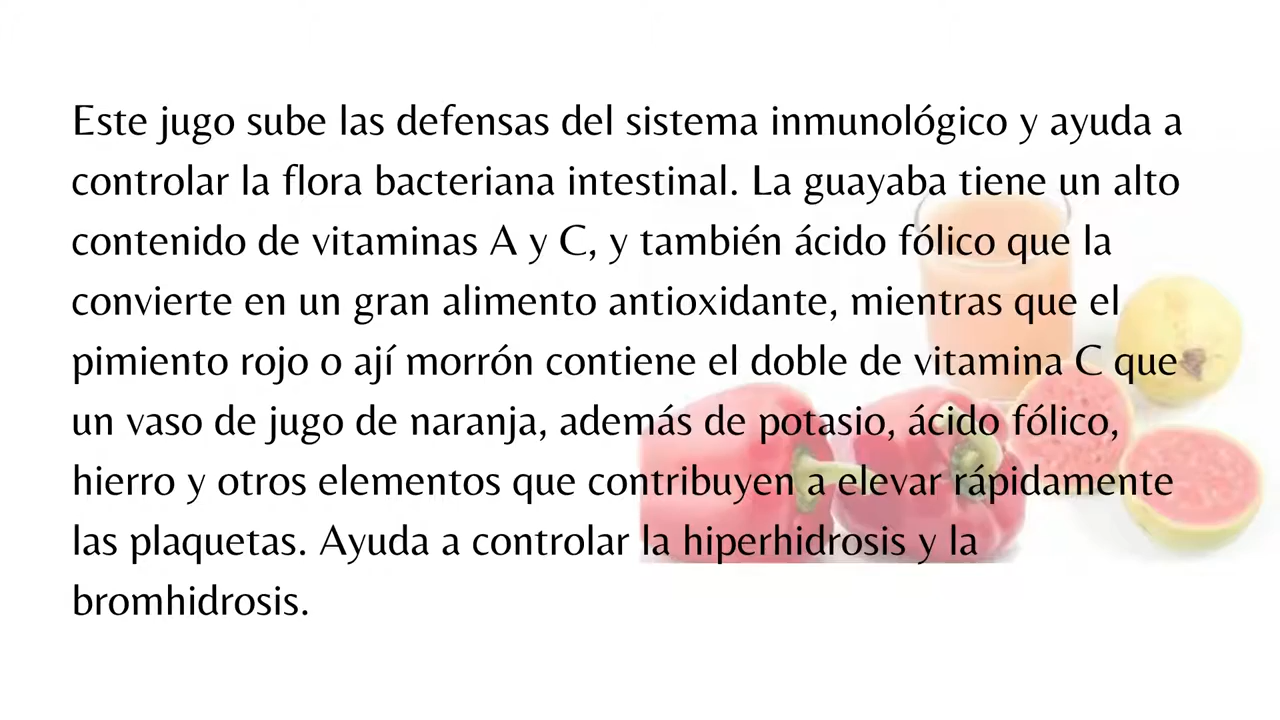 Este jugo sube las defensas del sistema inmunológico y ayuda a
controlar la flora bacteriana intestinal. La guayaba tiene un alto
contenido de vitaminas A y C, y también ácido fólico que la
convierte en un gran alimento antioxidante, mientras que el
pimiento rojo o ají morrón contiene el doble de vitamina C que
un vaso de jugo de naranja, además de potasio, ácido fólico,
hierro y otros elementos que contribuyen a elevar rápidamente
las plaquetas. Ayuda a controlar la hiperhidrosis y la
bromhidrosis.